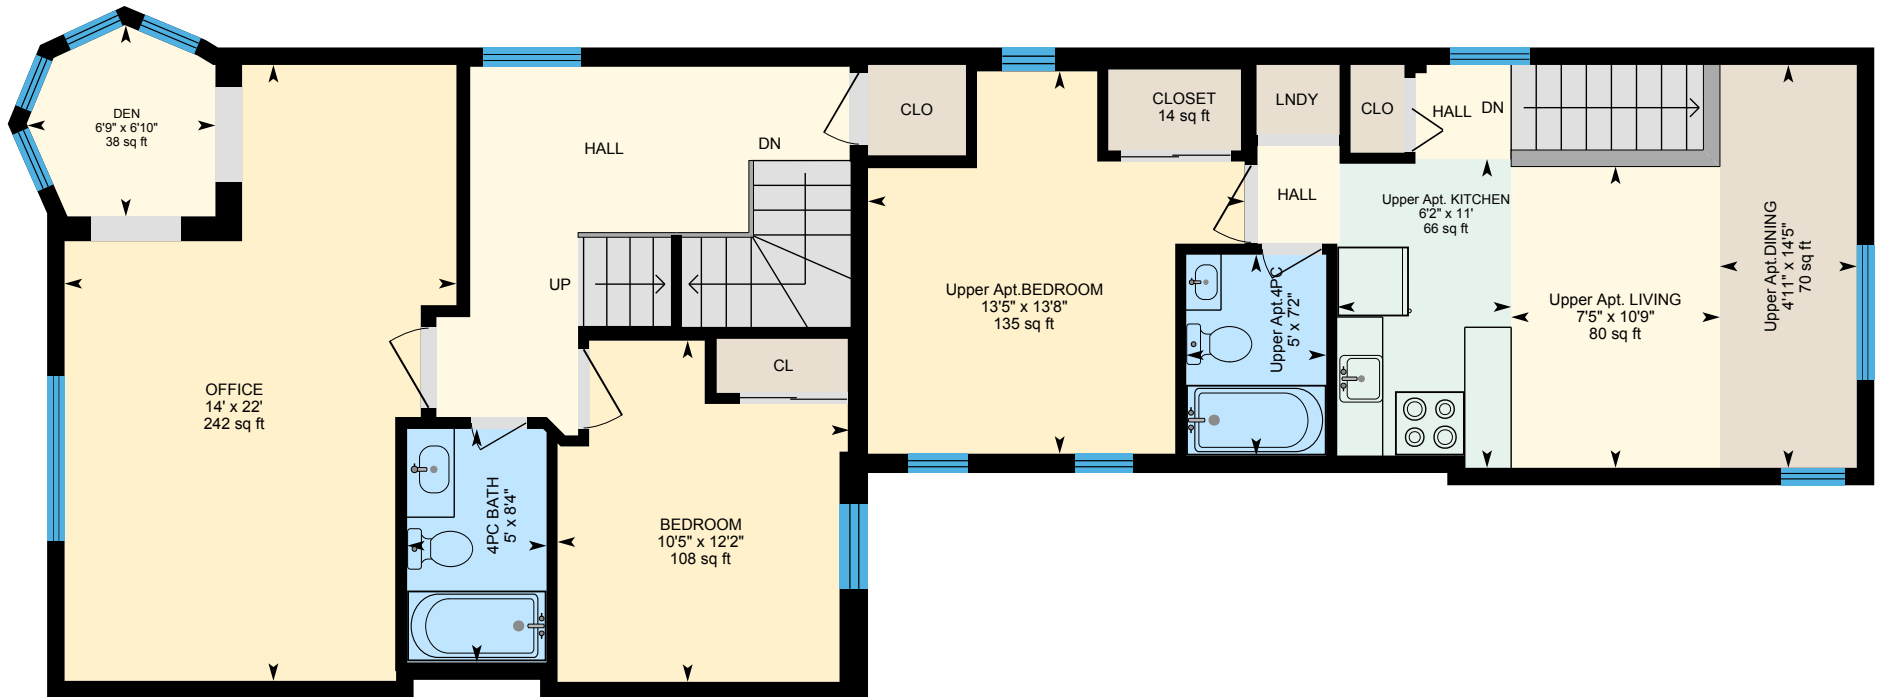 DEN
6'9" x 6'10"
38 sq ft
OFFICE
14' x 22'
242 sq ft
HALL
DN
UP
CLO
4PC BATH
5' x 8'4"
BEDROOM
10'5" x 12'2"
108 sq ft
CL
Upper Apt.BEDROOM
13'5" x 13'8"
135 sq ft
CLOSET
14 sq ft
LNDY
HALL
Upper Apt.4PC
5' x 7'2"
CLO
HALL
DN
Upper Apt. KITCHEN
6'2" x 11'
66 sq ft
Upper Apt. LIVING
7'5" x 10'9"
80 sq ft
Upper Apt.DINING
4'11" x 14'5"
70 sq ft